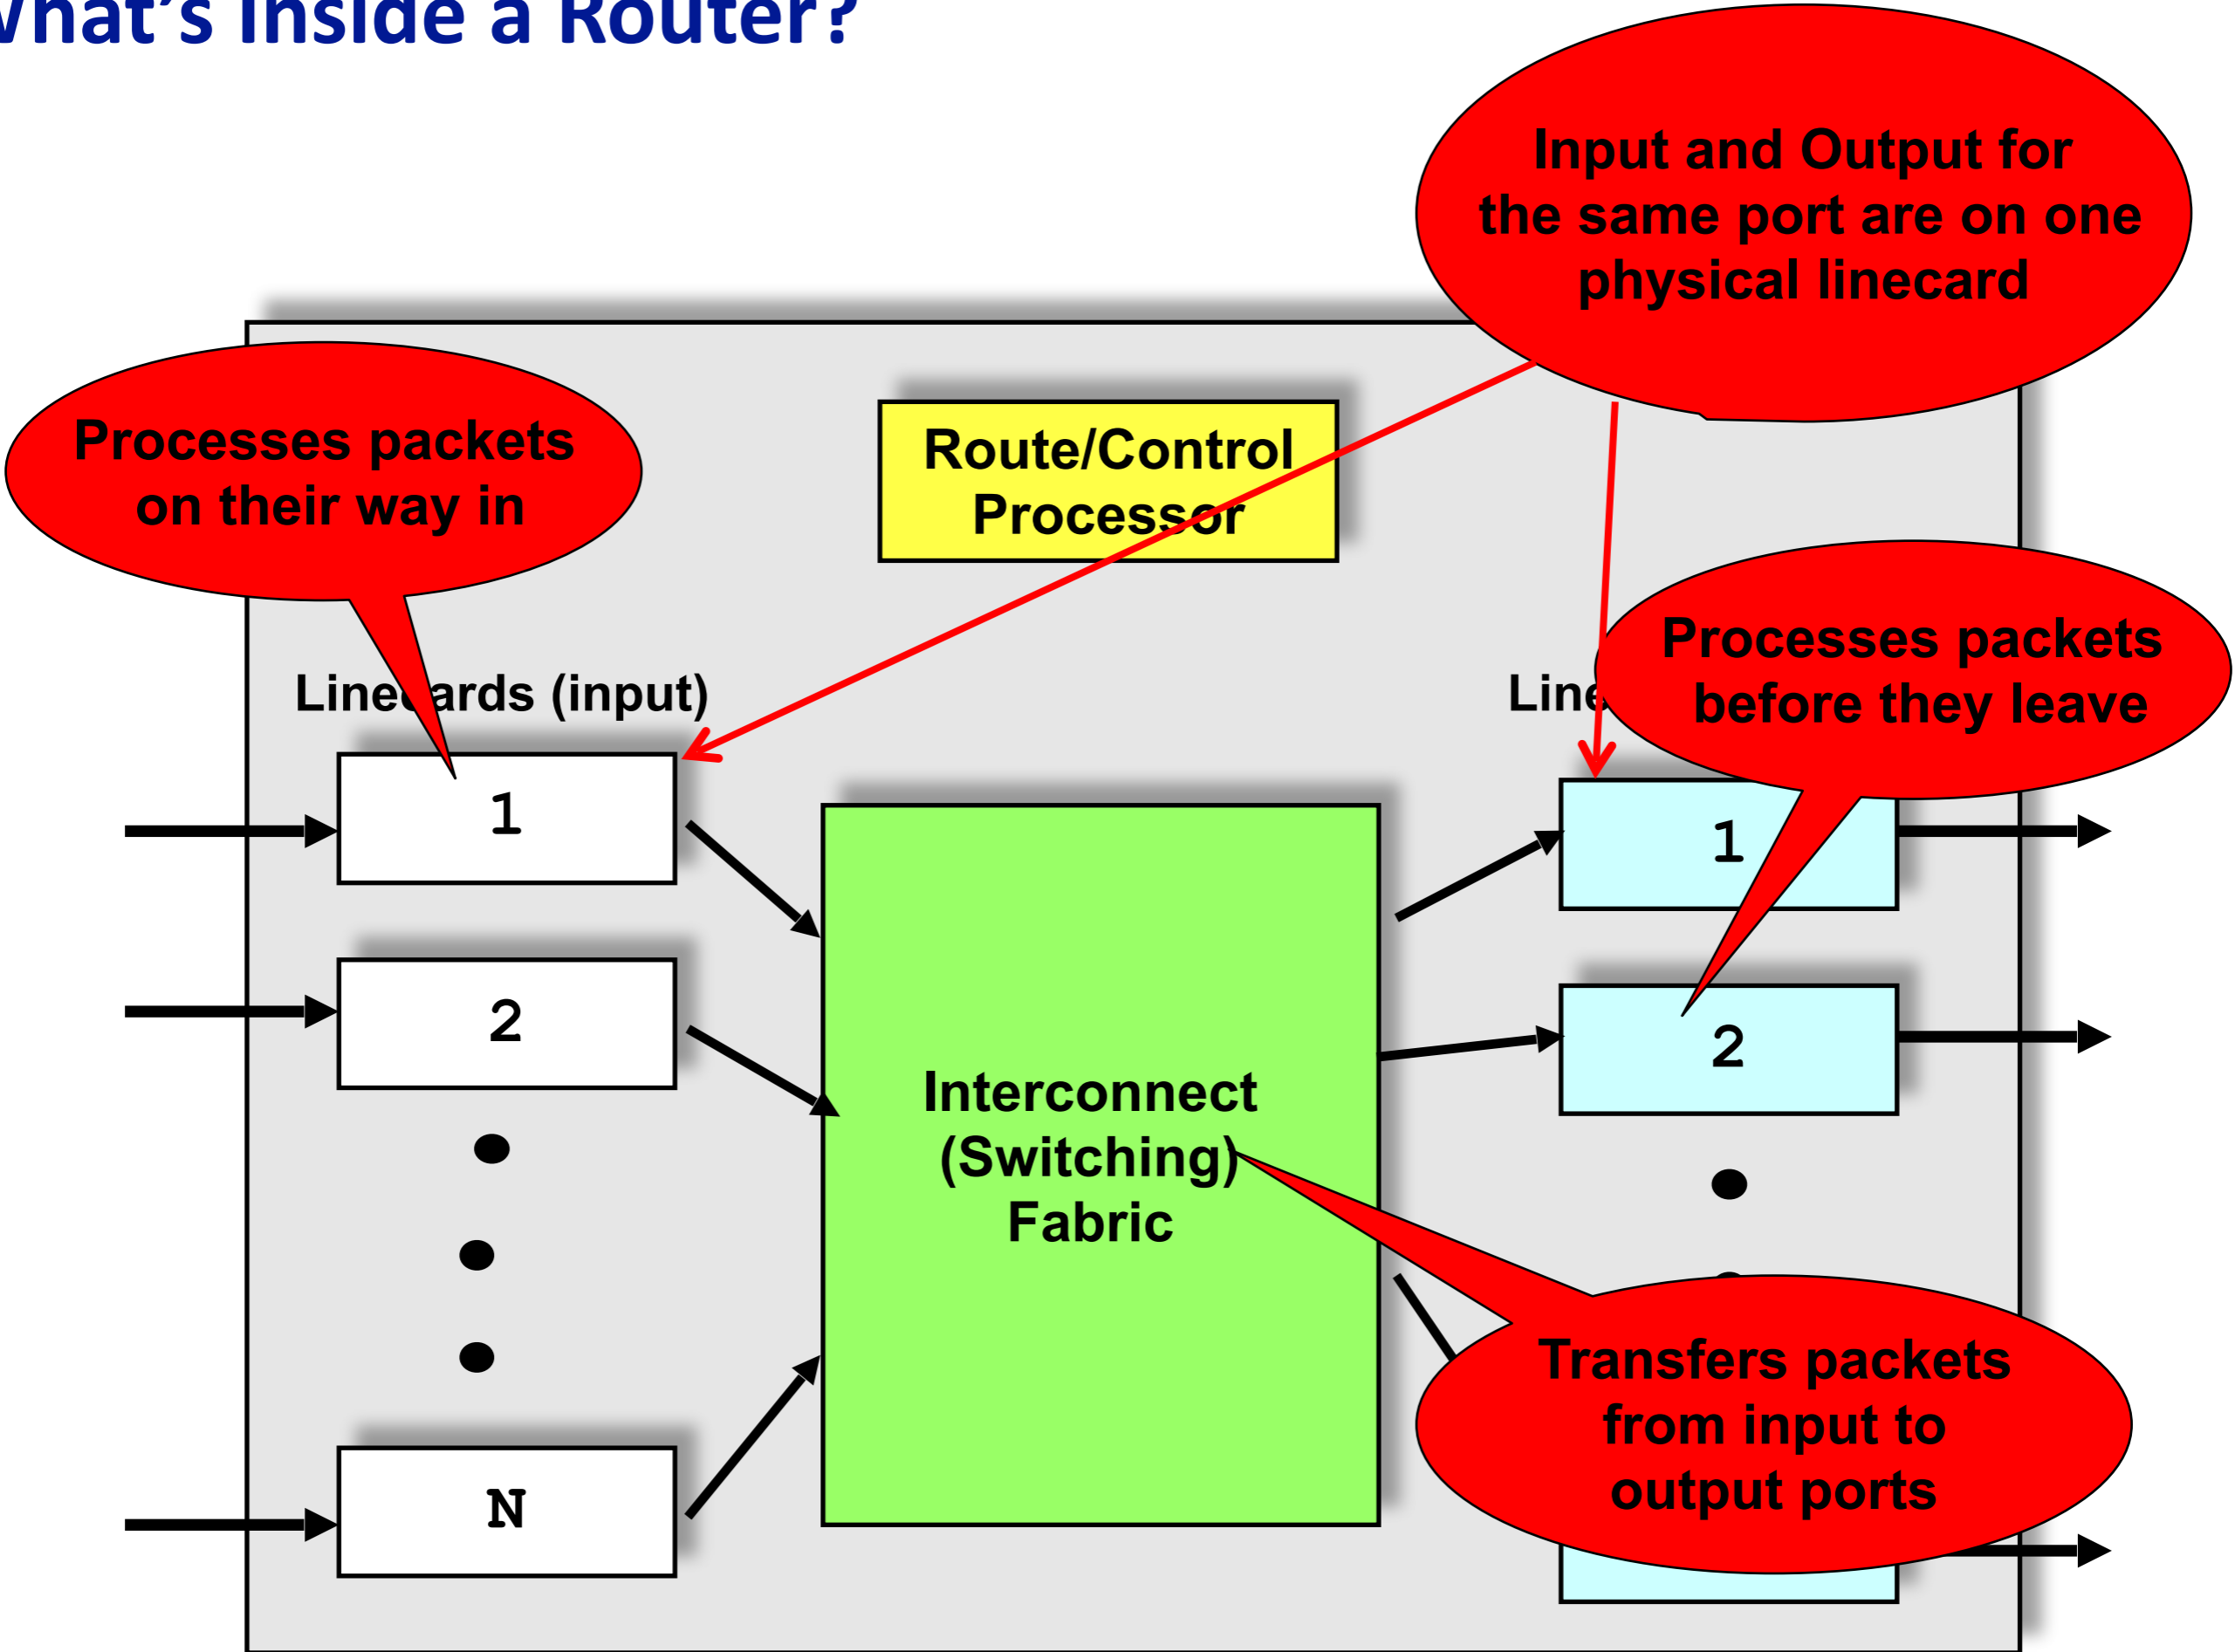 What's Inside a Router?
Input and Output for
the same port are on one
physical linecard
Processes packets
on their way in
Route/Control
Processor
Processes packets
before they leave
Linecards (input)
1
1
2
2
Interconnect
(Switching)
Fabric
Transfers packets
from input to
output ports
N